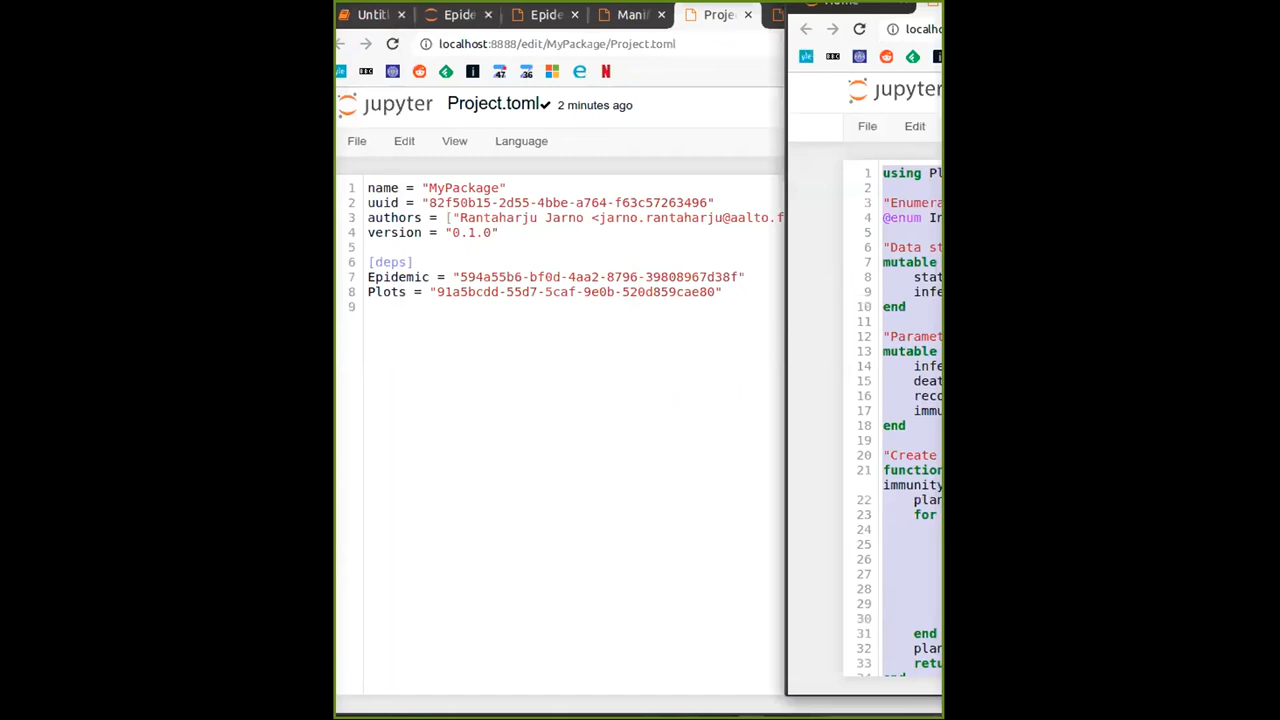 Untitl
Epide
Epide
Manif
Proje
localhost:8888/edit/MyPackage/Project.toml
BBC
47
36
jupyter Project.toml 2 minutes ago
File Edit View Language
1 name = "MyPackage"
2 uuid = "82f50b15-2d55-4bbe-a764-f63c57263496"
3 authors = ["Rantaharju Jarno <jarno.rantaharju@aalto.f
4 version = "0.1.0"
5
6 [deps]
7 Epidemic = "594a55b6-bf0d-4aa2-8796-39808967d38f"
8 Plots = "91a5bcdd-55d7-5caf-9e0b-520d859cae80"
9
localho
BBC
jupyter
File Edit
1 using Pl
2
3 "Enumera
4 @enum In
5
6 "Data st
7 mutable
8 stat
9 infe
10 end
11
12 "Paramet
13 mutable
14 infe
15 deat
16 reco
17 immu
18 end
19
20 "Create
21 function
immunity
22 plan
23 for
24
25
26
27
28
29
30
31 end
32 plan
33 retu